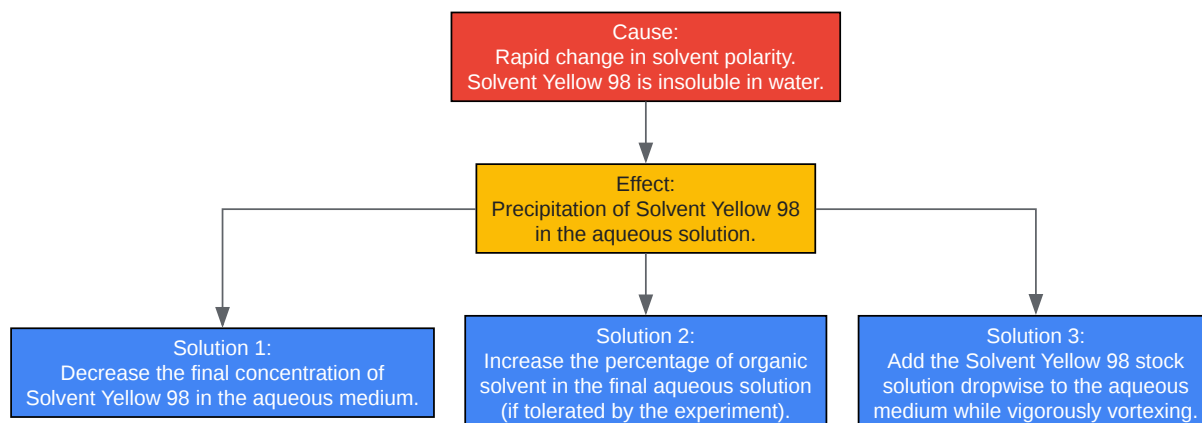 Cause:
Rapid change in solvent polarity.
Solvent Yellow 98 is insoluble in water.
Effect:
Precipitation of Solvent Yellow 98
in the aqueous solution.
Solution 1:
Decrease the final concentration of
Solvent Yellow 98 in the aqueous medium.
Solution 2:
Increase the percentage of organic
solvent in the final aqueous solution
(if tolerated by the experiment).
Solution 3:
Add the Solvent Yellow 98 stock
solution dropwise to the aqueous
medium while vigorously vortexing.